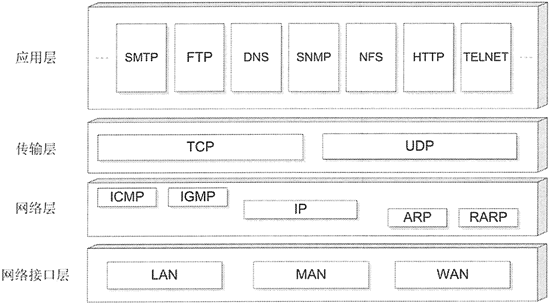 应用层 … SMTP FTP DNS SNMP NFS HTTP TELNET …
传输层 TCP UDP
网络层 ICMP IGMP IP ARP RARP
网络接口层 LAN MAN WAN